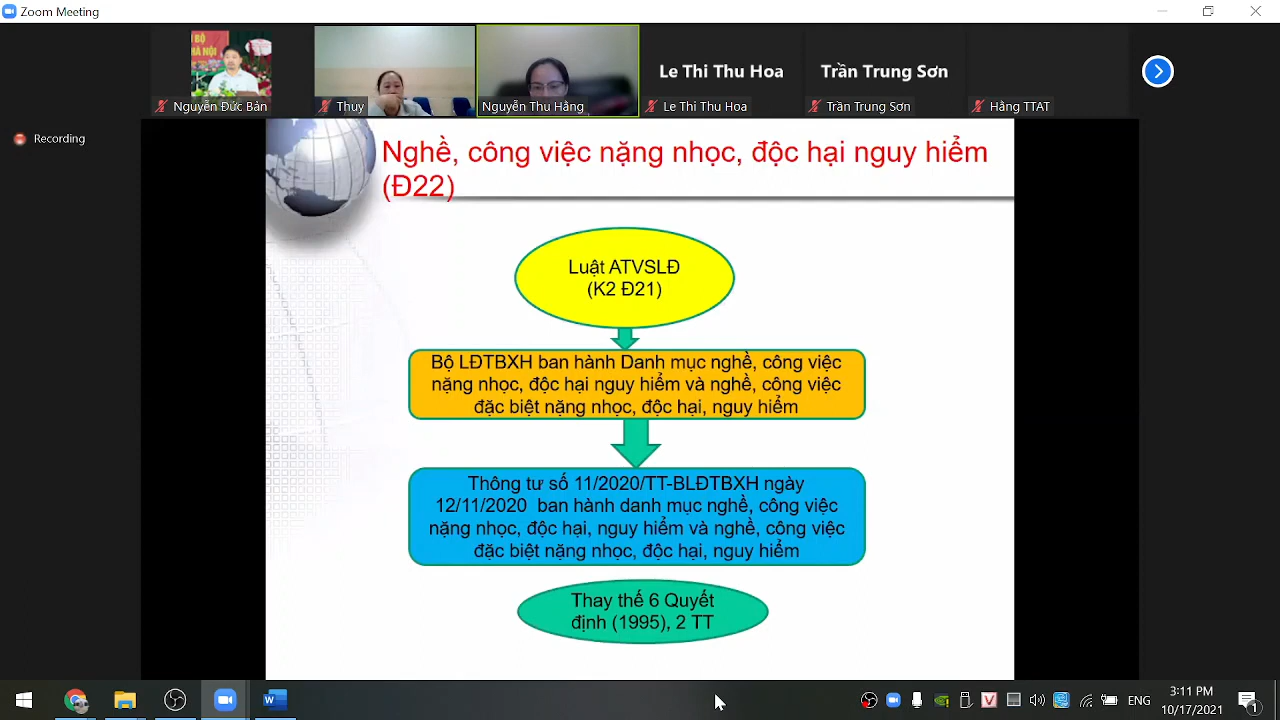 Zoom Meeting
BỘ
HÀ NỘI
Le Thi Thu Hoa
Trần Trung Sơn
Nguyễn Đức Bản
Thuy
Nguyễn Thu Hằng
Le Thi Thu Hoa
Trần Trung Sơn
Hằng TTAT
Recording
Nghề, công việc nặng nhọc, độc hại nguy hiểm
(Đ22)
Luật ATVSLĐ
(K2 Đ21)
Bộ LĐTBXH ban hành Danh mục nghề, công việc
nặng nhọc, độc hại nguy hiểm và nghề, công việc
đặc biệt nặng nhọc, độc hại, nguy hiểm
Thông tư số 11/2020/TT-BLĐTBXH ngày
12/11/2020 ban hành danh mục nghề, công việc
nặng nhọc, độc hại, nguy hiểm và nghề, công việc
đặc biệt nặng nhọc, độc hại, nguy hiểm
Thay thế 6 Quyết
định (1995), 2 TT
ENG
3:11 PM
10/17/2021